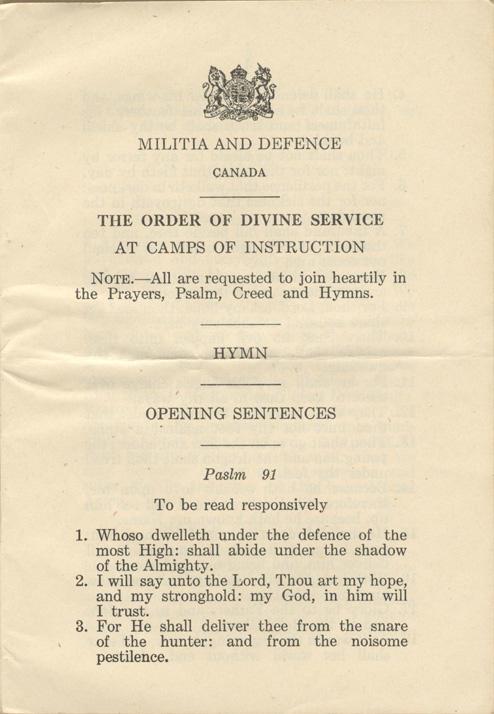 MILITIA AND DEFENCE
CANADA
THE ORDER OF DIVINE SERVICE
AT CAMPS OF INSTRUCTION
NOTE.—All are requested to join heartily in
the Prayers, Psalm, Creed and Hymns.
HYMN
OPENING SENTENCES
Paslm 91
To be read responsively
1. Whoso dwelleth under the defence of the
most High: shall abide under the shadow
of the Almighty.
2. I will say unto the Lord, Thou art my hope,
and my stronghold: my God, in him will
I trust.
3. For He shall deliver thee from the snare
of the hunter: and from the noisome
pestilence.